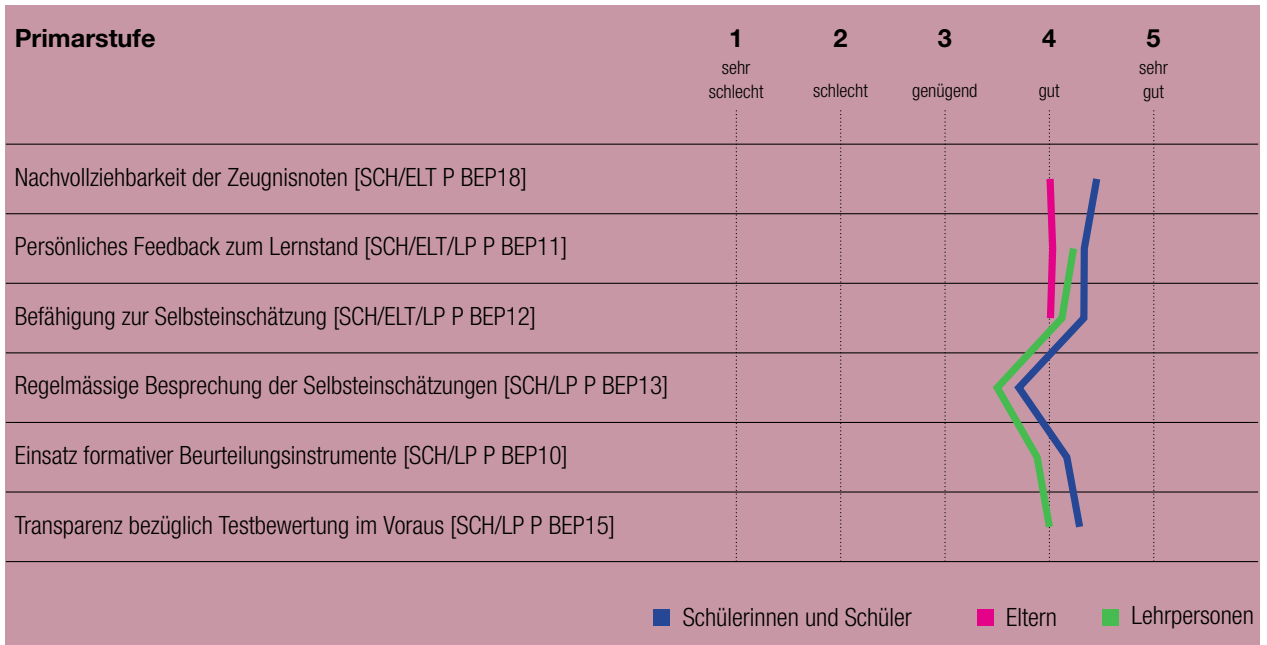 Primarstufe 1 2 3 4 5
sehr sehr
schlecht schlecht genügend gut gut
Nachvollziehbarkeit der Zeugnisnoten [SCH/ELT P BEP18]
Persönliches Feedback zum Lernstand [SCH/ELT/LP P BEP11]
Befähigung zur Selbsteinschätzung [SCH/ELT/LP P BEP12]
Regelmässige Besprechung der Selbsteinschätzungen [SCH/LP P BEP13]
Einsatz formativer Beurteilungsinstrumente [SCH/LP P BEP10]
Transparenz bezüglich Testbewertung im Voraus [SCH/LP P BEP15]
Schülerinnen und Schüler Eltern Lehrpersonen